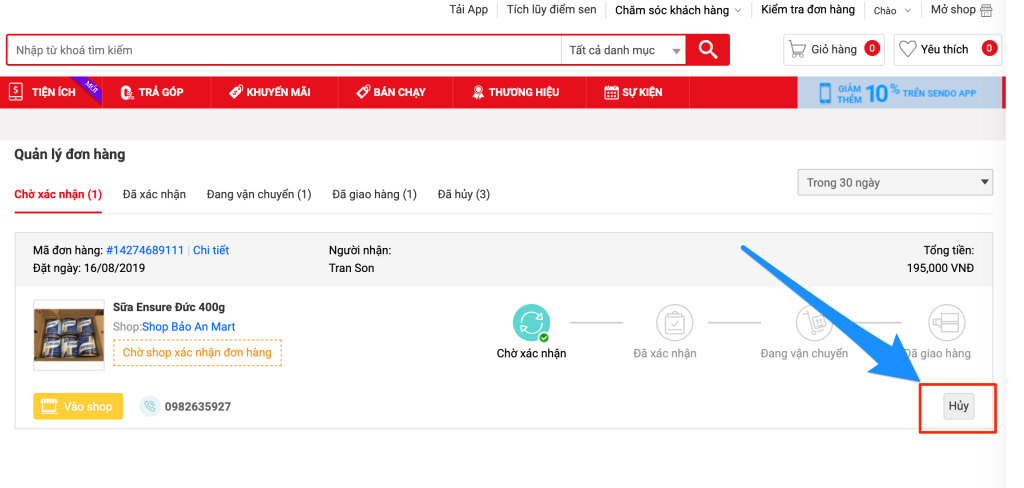 Tải App Tích lũy điểm sen Chăm sóc khách hàng Kiểm tra đơn hàng Chào Mở shop
Nhập từ khoá tìm kiếm Tất cả danh mục Giỏ hàng 0 Yêu thích 0
TIỆN ÍCH MỚI TRẢ GÓP KHUYẾN MÃI BÁN CHẠY THƯƠNG HIỆU SỰ KIỆN GIẢM THÊM 10% TRÊN SENDO APP
Quản lý đơn hàng
Chờ xác nhận (1) Đã xác nhận Đang vận chuyển (1) Đã giao hàng (1) Đã hủy (3) Trong 30 ngày
Mã đơn hàng: #14274689111 | Chi tiết Người nhận: Tổng tiền:
Đặt ngày: 16/08/2019 Tran Son 195,000 VNĐ
Sữa Ensure Đức 400g
Shop:Shop Bảo An Mart
Chờ shop xác nhận đơn hàng Chờ xác nhận Đã xác nhận Đang vận chuyển Đã giao hàng
Vào shop 0982635927 Hủy